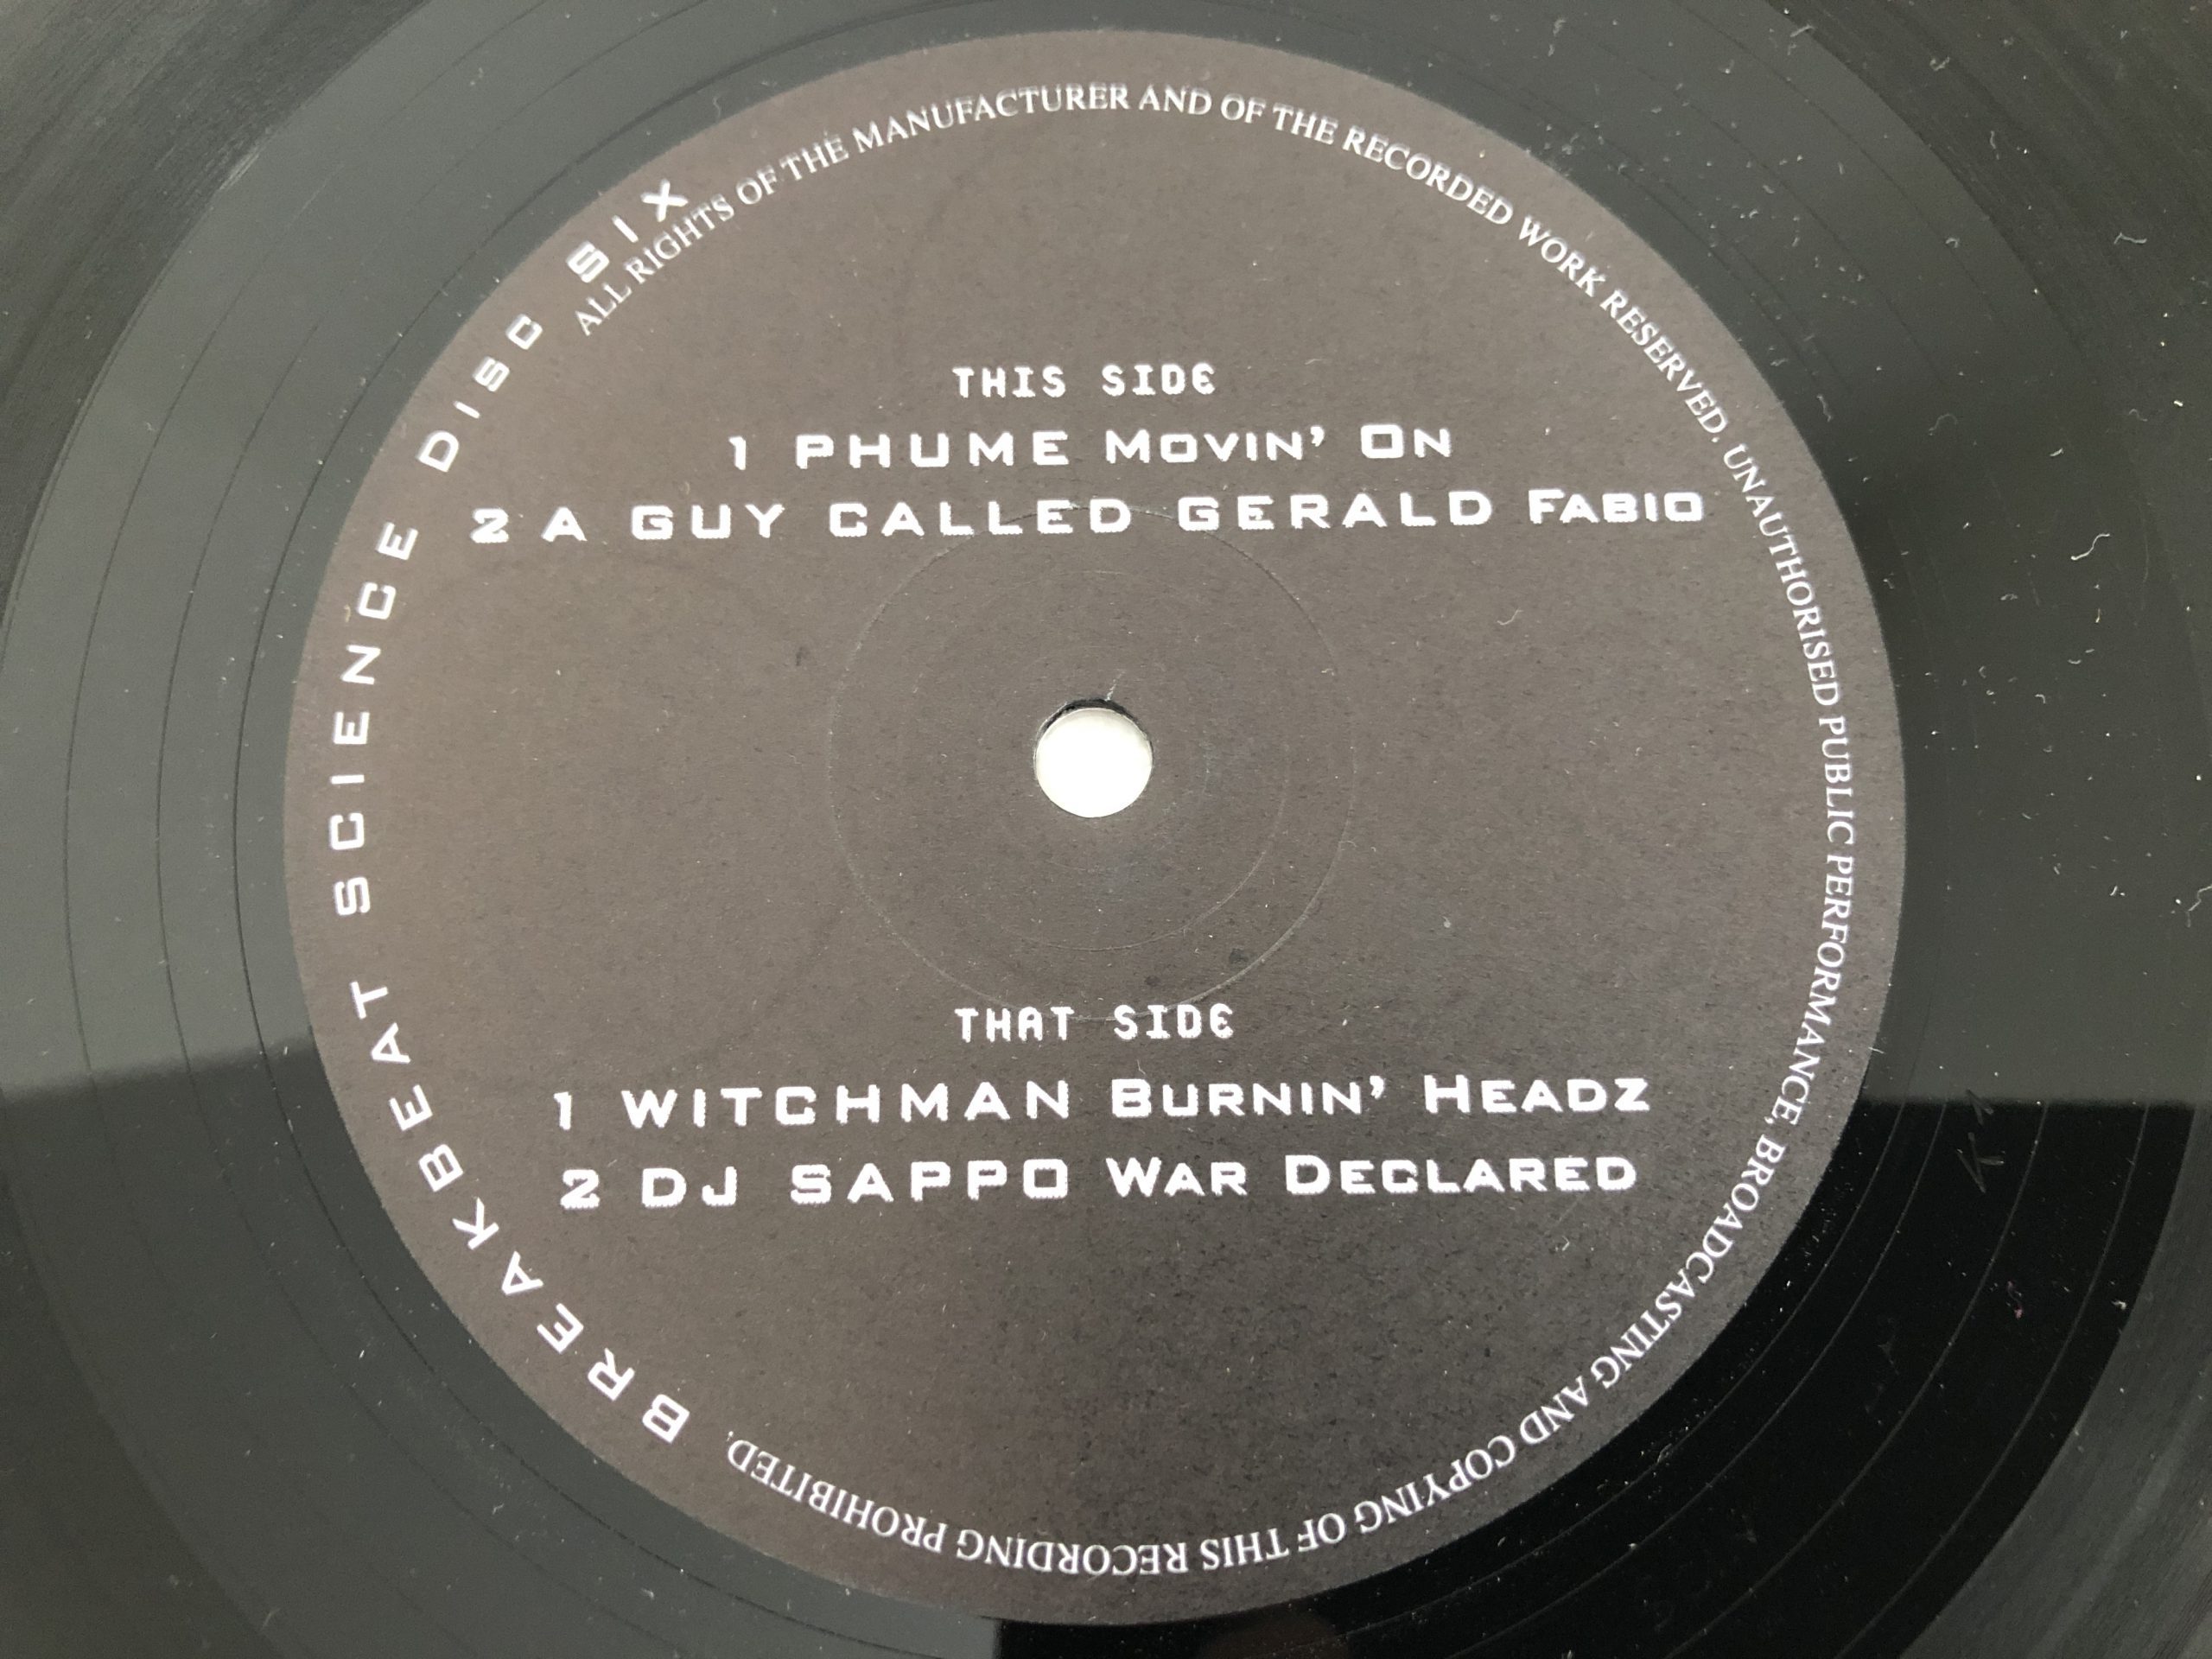 BREAKBEAT SCIENCE DISC SIX
ALL RIGHTS OF THE MANUFACTURER AND OF THE RECORDED WORK RESERVED. UNAUTHORISED PUBLIC PERFORMANCE, BROADCASTING AND COPYING OF THIS RECORDING PROHIBITED.
THIS SIDE
1 PHUME MOVIN' ON
2 A GUY CALLED GERALD FABIO
THAT SIDE
1 WITCHMAN BURNIN' HEADZ
2 DJ SAPPO WAR DECLARED